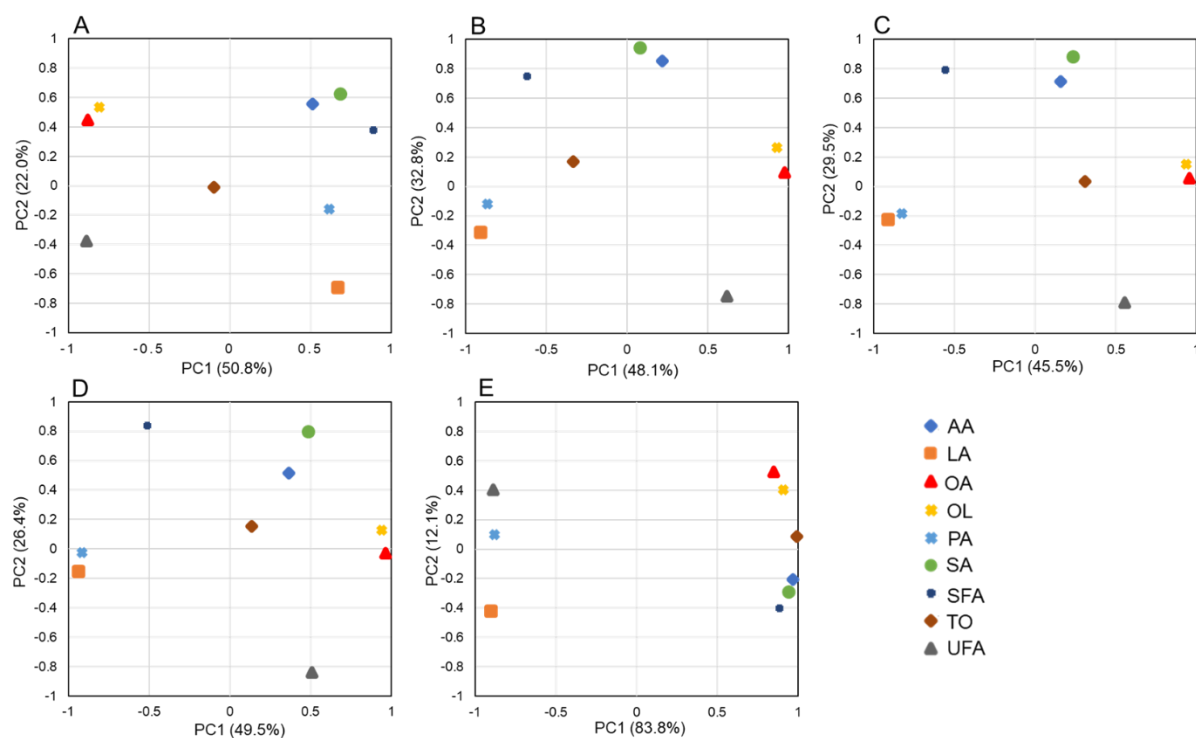 A
1
0.8
0.6
0.4
0.2
0
-0.2
-0.4
-0.6
-0.8
-1
PC2 (22.0%)
-1 -0.5 0 0.5 1
PC1 (50.8%)
B
1
0.8
0.6
0.4
0.2
0
-0.2
-0.4
-0.6
-0.8
-1
PC2 (32.8%)
-1 -0.5 0 0.5 1
PC1 (48.1%)
C
1
0.8
0.6
0.4
0.2
0
-0.2
-0.4
-0.6
-0.8
-1
PC2 (29.5%)
-1 -0.5 0 0.5 1
PC1 (45.5%)
D
1
0.8
0.6
0.4
0.2
0
-0.2
-0.4
-0.6
-0.8
-1
PC2 (26.4%)
-1 -0.5 0 0.5 1
PC1 (49.5%)
E
1
0.8
0.6
0.4
0.2
0
-0.2
-0.4
-0.6
-0.8
-1
PC2 (12.1%)
-1 -0.5 0 0.5 1
PC1 (83.8%)
AA
LA
OA
OL
PA
SA
SFA
TO
UFA